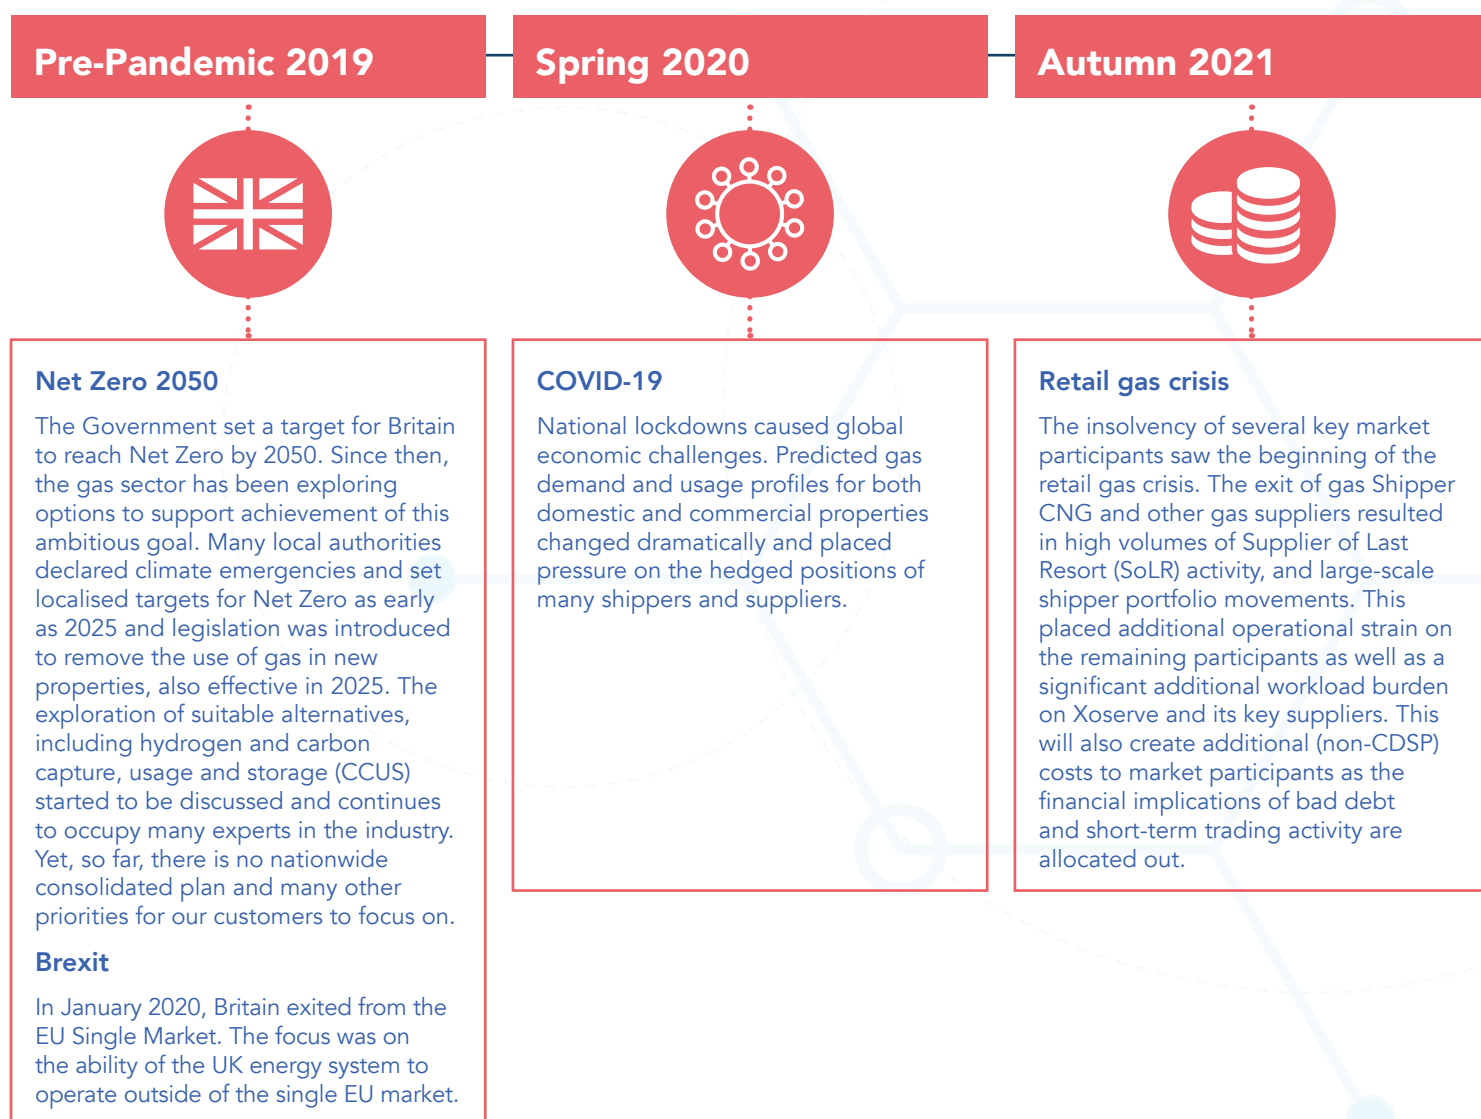 Pre-Pandemic 2019
Spring 2020
Autumn 2021
Net Zero 2050
The Government set a target for Britain
to reach Net Zero by 2050. Since then,
the gas sector has been exploring
options to support achievement of this
ambitious goal. Many local authorities
declared climate emergencies and set
localised targets for Net Zero as early
as 2025 and legislation was introduced
to remove the use of gas in new
properties, also effective in 2025. The
exploration of suitable alternatives,
including hydrogen and carbon
capture, usage and storage (CCUS)
started to be discussed and continues
to occupy many experts in the industry.
Yet, so far, there is no nationwide
consolidated plan and many other
priorities for our customers to focus on.
Brexit
In January 2020, Britain exited from the
EU Single Market. The focus was on
the ability of the UK energy system to
operate outside of the single EU market.
COVID-19
National lockdowns caused global
economic challenges. Predicted gas
demand and usage profiles for both
domestic and commercial properties
changed dramatically and placed
pressure on the hedged positions of
many shippers and suppliers.
Retail gas crisis
The insolvency of several key market
participants saw the beginning of the
retail gas crisis. The exit of gas Shipper
CNG and other gas suppliers resulted
in high volumes of Supplier of Last
Resort (SoLR) activity, and large-scale
shipper portfolio movements. This
placed additional operational strain on
the remaining participants as well as a
significant additional workload burden
on Xoserve and its key suppliers. This
will also create additional (non-CDSP)
costs to market participants as the
financial implications of bad debt
and short-term trading activity are
allocated out.